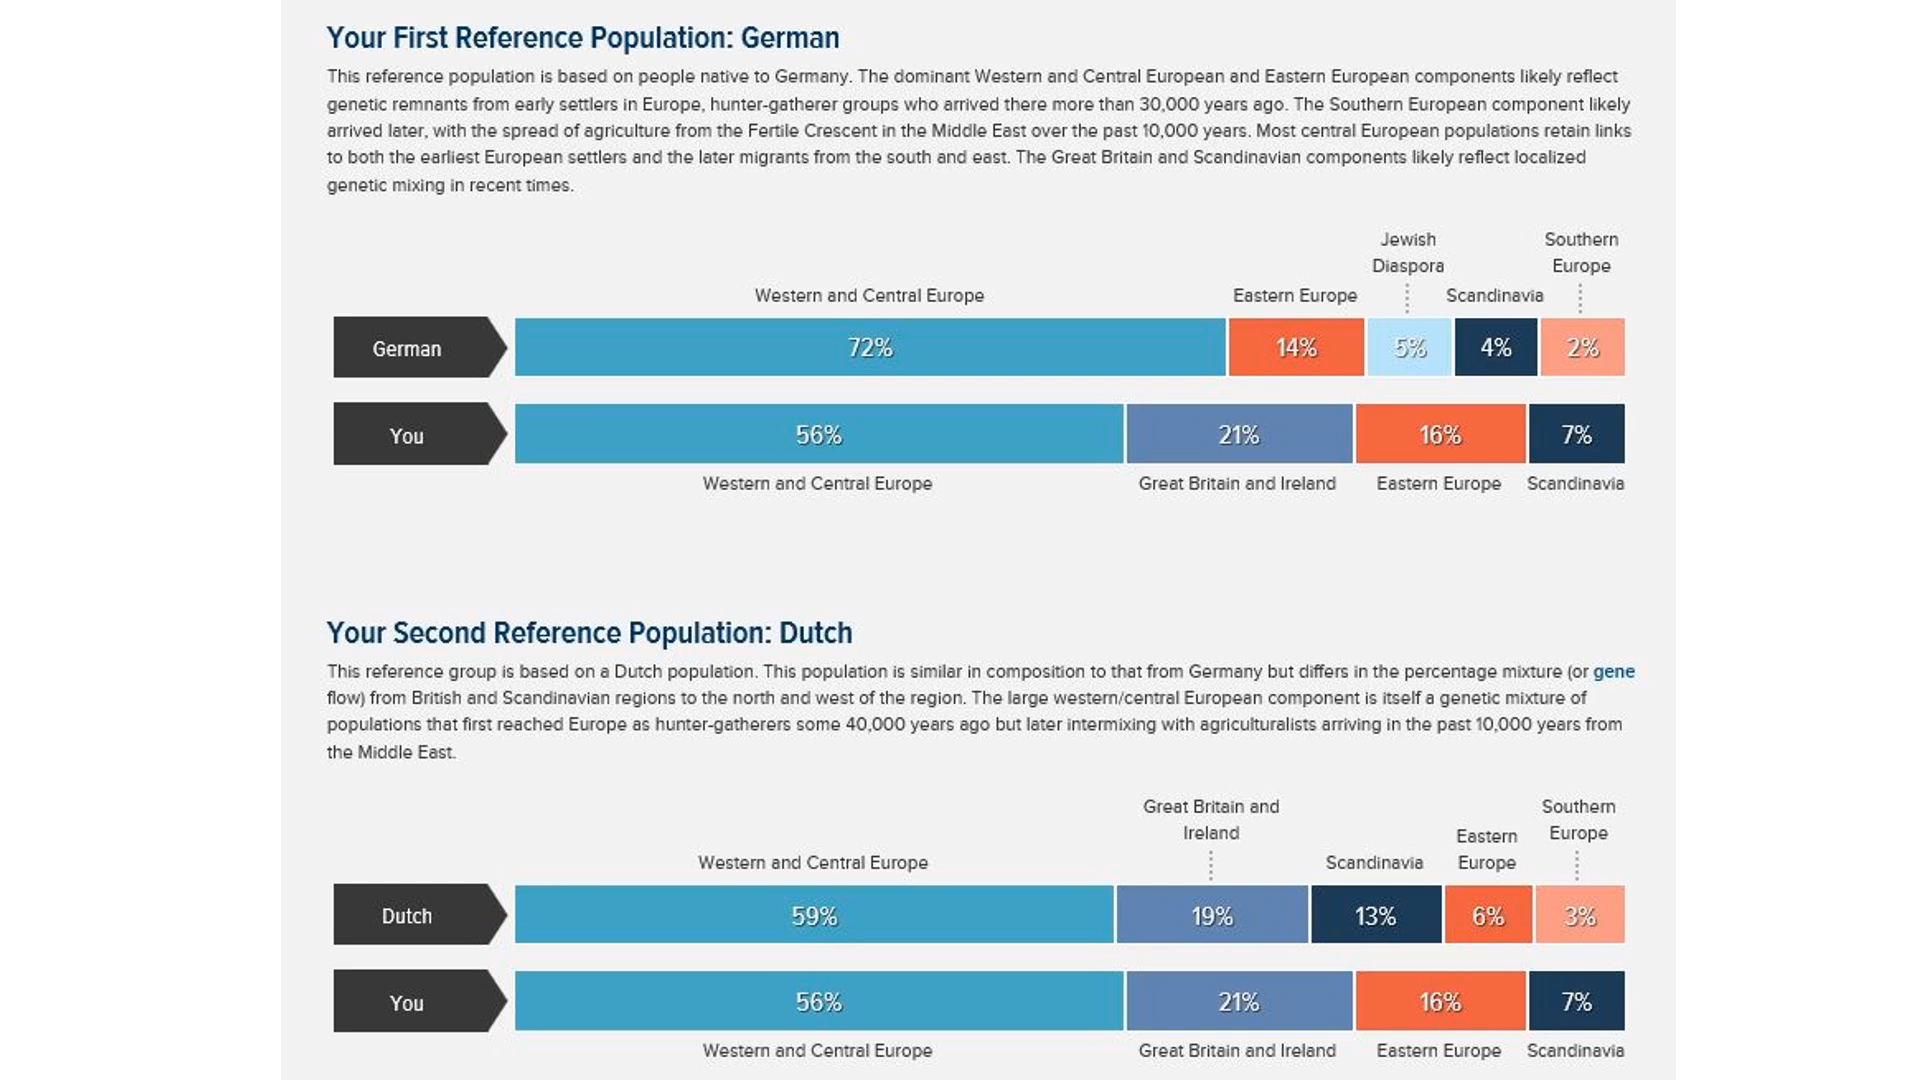 Your First Reference Population: German
This reference population is based on people native to Germany. The dominant Western and Central European and Eastern European components likely reflect
genetic remnants from early settlers in Europe, hunter-gatherer groups who arrived there more than 30,000 years ago. The Southern European component likely
arrived later, with the spread of agriculture from the Fertile Crescent in the Middle East over the past 10,000 years. Most central European populations retain links
to both the earliest European settlers and the later migrants from the south and east. The Great Britain and Scandinavian components likely reflect localized
genetic mixing in recent times.
Jewish Southern
Diaspora Europe
Western and Central Europe Eastern Europe Scandinavia
German 72% 14% 5% 4% 2%
You 56% 21% 16% 7%
Western and Central Europe Great Britain and Ireland Eastern Europe Scandinavia
Your Second Reference Population: Dutch
This reference group is based on a Dutch population. This population is similar in composition to that from Germany but differs in the percentage mixture (or gene
flow) from British and Scandinavian regions to the north and west of the region. The large western/central European component is itself a genetic mixture of
populations that first reached Europe as hunter-gatherers some 40,000 years ago but later intermixing with agriculturalists arriving in the past 10,000 years from
the Middle East.
Great Britain and Southern
Ireland Eastern Europe
Western and Central Europe Scandinavia Europe
Dutch 59% 19% 13% 6% 3%
You 56% 21% 16% 7%
Western and Central Europe Great Britain and Ireland Eastern Europe Scandinavia